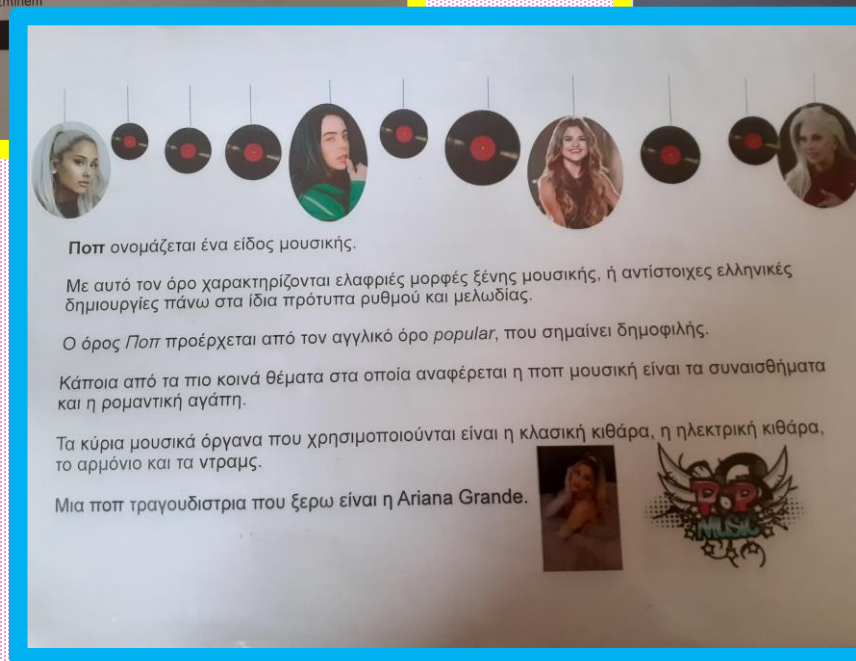 Eminem
Ποπ ονομάζεται ένα είδος μουσικής.
Με αυτό τον όρο χαρακτηρίζονται ελαφριές μορφές ξένης μουσικής, ή αντίστοιχες ελληνικές
δημιουργίες πάνω στα ίδια πρότυπα ρυθμού και μελωδίας.
Ο όρος Ποπ προέρχεται από τον αγγλικό όρο popular, που σημαίνει δημοφιλής.
Κάποια από τα πιο κοινά θέματα στα οποία αναφέρεται η ποπ μουσική είναι τα συναισθήματα
και η ρομαντική αγάπη.
Τα κύρια μουσικά όργανα που χρησιμοποιούνται είναι η κλασική κιθάρα, η ηλεκτρική κιθάρα,
το αρμόνιο και τα ντραμς.
Μια ποπ τραγουδιστρια που ξερω είναι η Ariana Grande.
POP
MUSIC